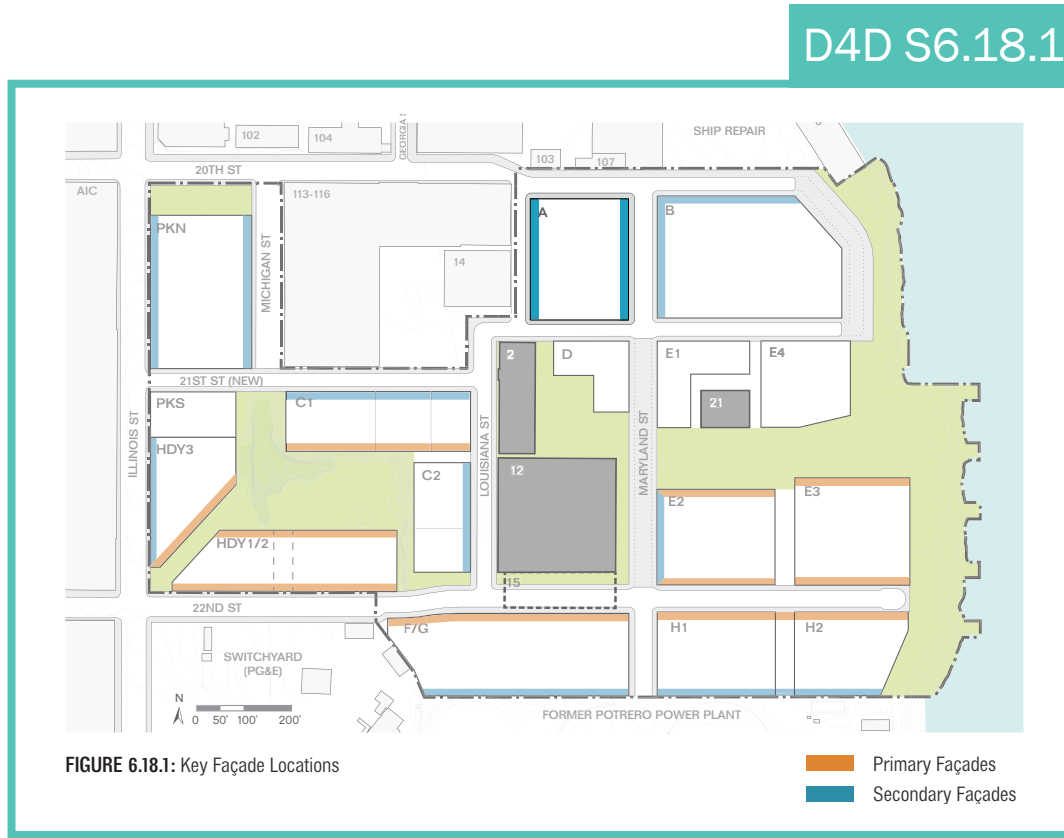 D4D S6.18.1
SHIP REPAIR
102
104
103
107
20TH ST
AIC
113-116
A
B
PKN
MICHIGAN ST
14
2
D
E1
E4
21ST ST (NEW)
PKS
C1
21
ILLINOIS ST
HDY3
LOUISIANA ST
MARYLAND ST
12
C2
E2
E3
HDY1/2
15
22ND ST
F/G
H1
H2
SWITCHYARD
(PG&E)
N
0 50' 100' 200'
FORMER POTRERO POWER PLANT
FIGURE 6.18.1: Key Façade Locations
Primary Façades
Secondary Façades